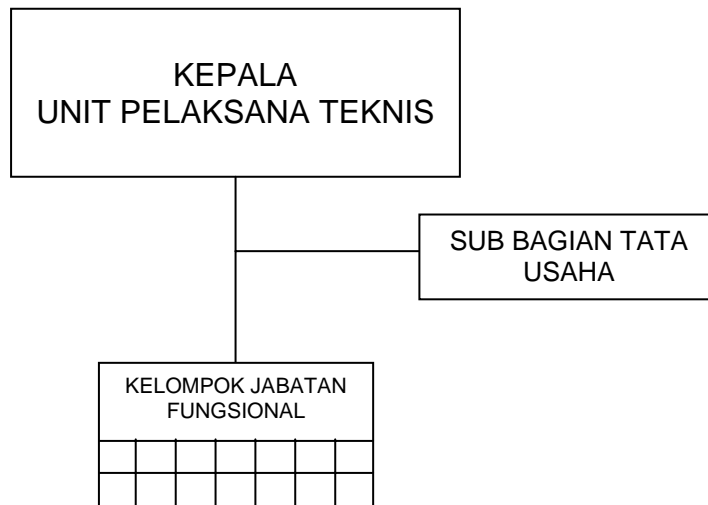 KEPALA
UNIT PELAKSANA TEKNIS
SUB BAGIAN TATA
USAHA
KELOMPOK JABATAN
FUNGSIONAL